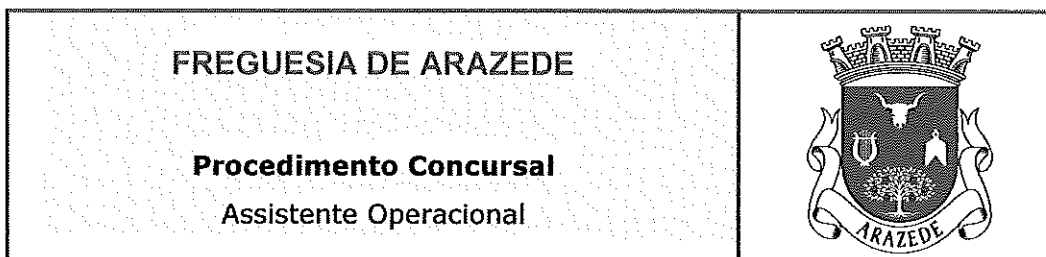 FREGUESIA DE ARAZEDE
Procedimento Concursal
Assistente Operacional
ARAZEDE